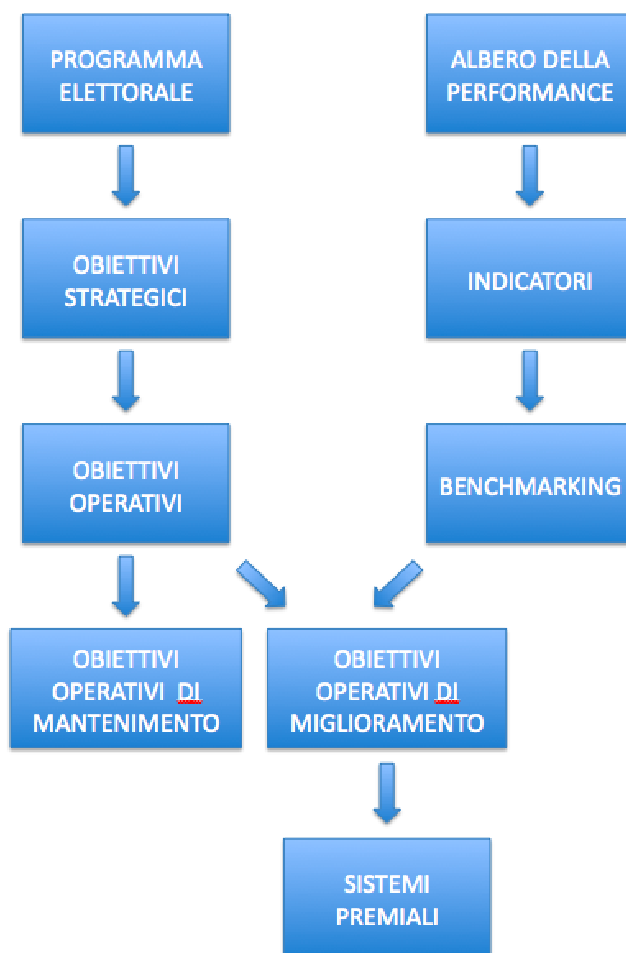 PROGRAMMA
ELETTORALE
ALBERO DELLA
PERFORMANCE
OBIETTIVI
STRATEGICI
INDICATORI
OBIETTIVI
OPERATIVI
BENCHMARKING
OBIETTIVI
OPERATIVI DI
MANTENIMENTO
OBIETTIVI
OPERATIVI DI
MIGLIORAMENTO
SISTEMI
PREMIALI